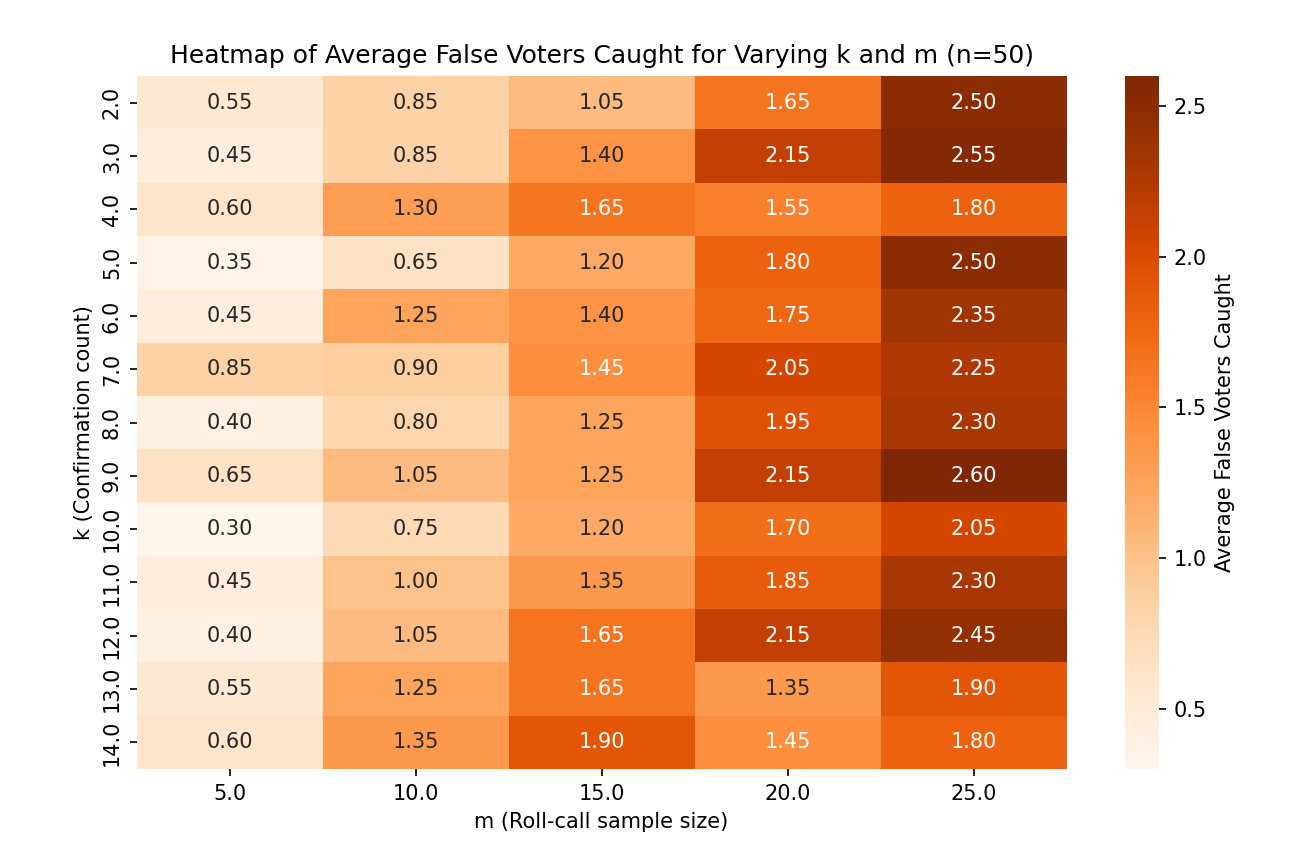 Heatmap of Average False Voters Caught for Varying k and m (n=50)
k (Confirmation count)
2.0 0.55 0.85 1.05 1.65 2.50
3.0 0.45 0.85 1.40 2.15 2.55
4.0 0.60 1.30 1.65 1.55 1.80
5.0 0.35 0.65 1.20 1.80 2.50
6.0 0.45 1.25 1.40 1.75 2.35
7.0 0.85 0.90 1.45 2.05 2.25
8.0 0.40 0.80 1.25 1.95 2.30
9.0 0.65 1.05 1.25 2.15 2.60
10.0 0.30 0.75 1.20 1.70 2.05
11.0 0.45 1.00 1.35 1.85 2.30
12.0 0.40 1.05 1.65 2.15 2.45
13.0 0.55 1.25 1.65 1.35 1.90
14.0 0.60 1.35 1.90 1.45 1.80
5.0 10.0 15.0 20.0 25.0
m (Roll-call sample size)
2.5
2.0
1.5
1.0
0.5
Average False Voters Caught